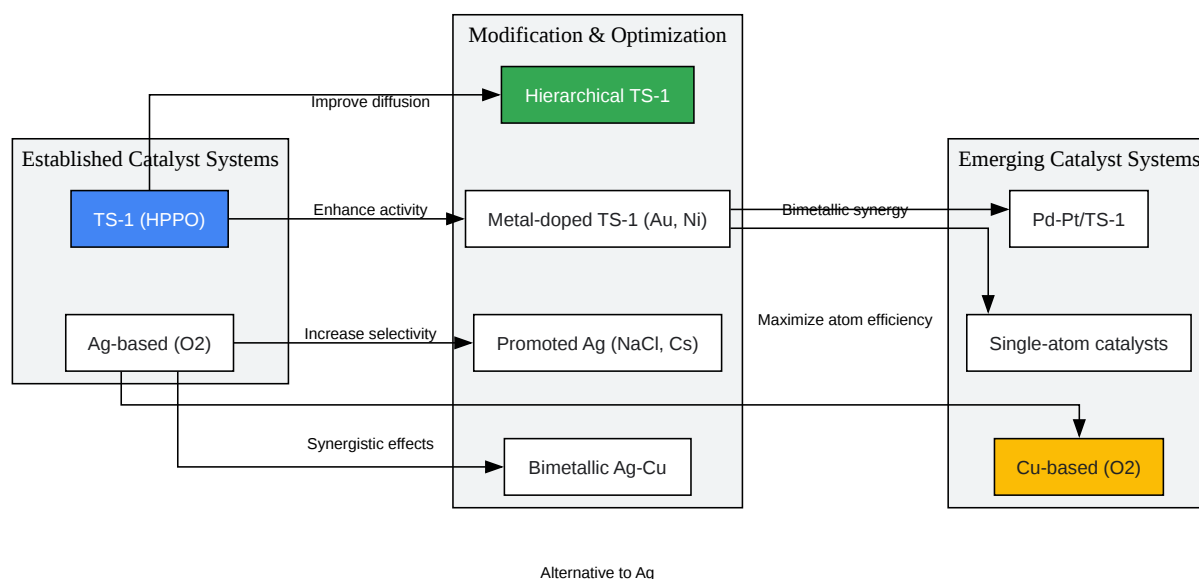 Modification & Optimization
Hierarchical TS-1
Improve diffusion
Established Catalyst Systems
Emerging Catalyst Systems
TS-1 (HPPO)
Enhance activity
Metal-doped TS-1 (Au, Ni)
Bimetallic synergy
Pd-Pt/TS-1
Maximize atom efficiency
Ag-based (O2)
Increase selectivity
Promoted Ag (NaCl, Cs)
Single-atom catalysts
Synergistic effects
Bimetallic Ag-Cu
Cu-based (O2)
Alternative to Ag